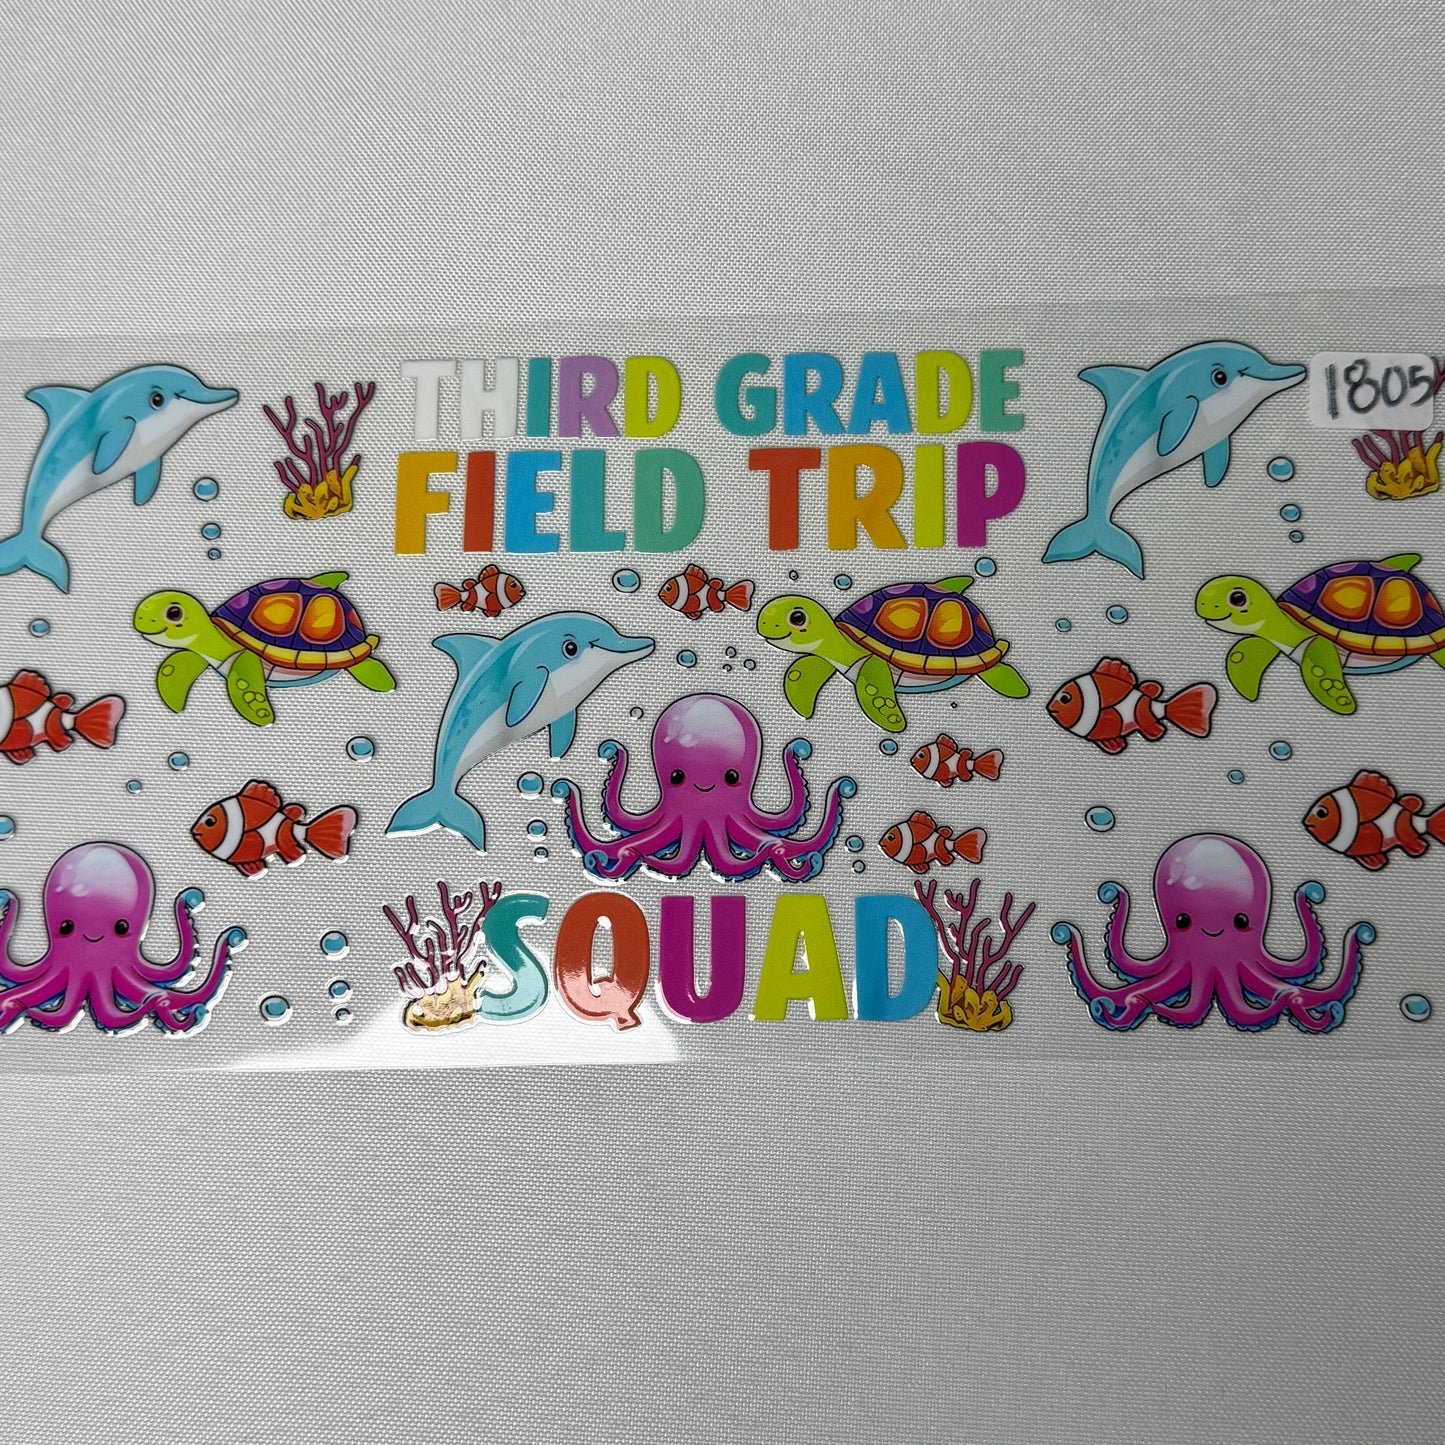 THIRD GRADE
FIELD TRIP
SQUAD
1805